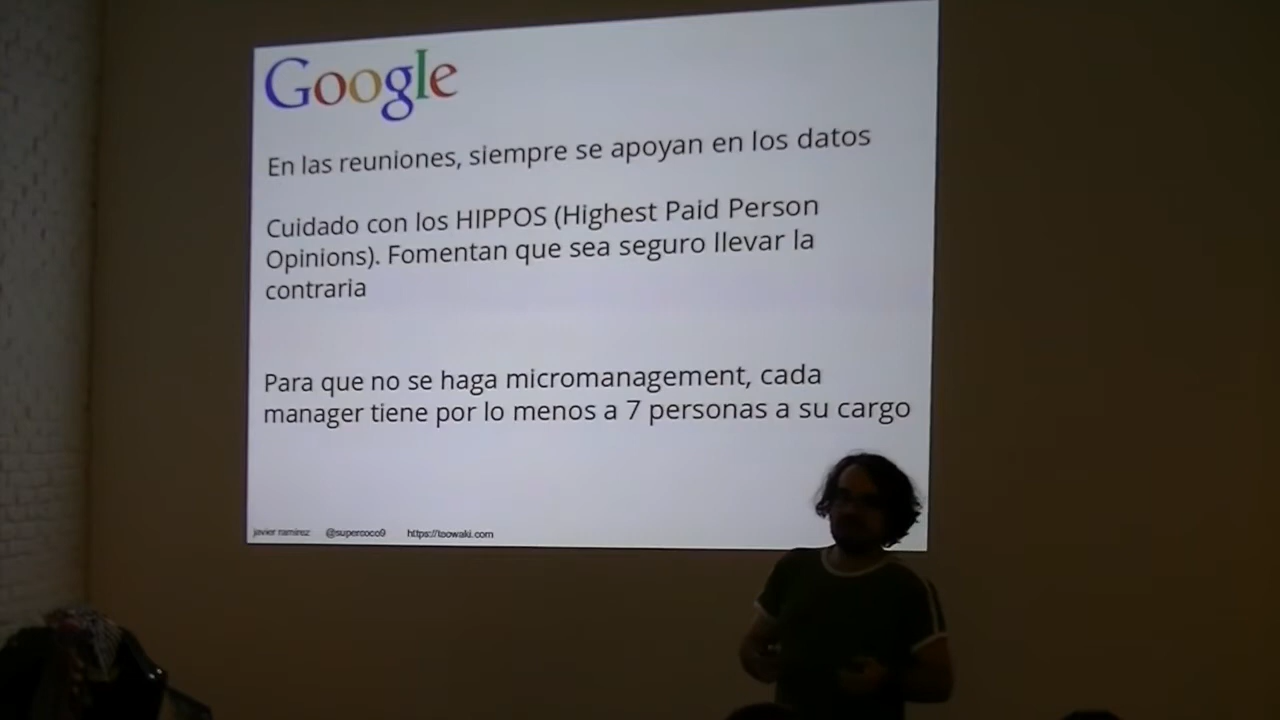 Google
En las reuniones, siempre se apoyan en los datos
Cuidado con los HIPPOS (Highest Paid Person
Opinions). Fomentan que sea seguro llevar la
contraria
Para que no se haga micromanagement, cada
manager tiene por lo menos a 7 personas a su cargo
javier ramirez @supercoco9 https://teowaki.com